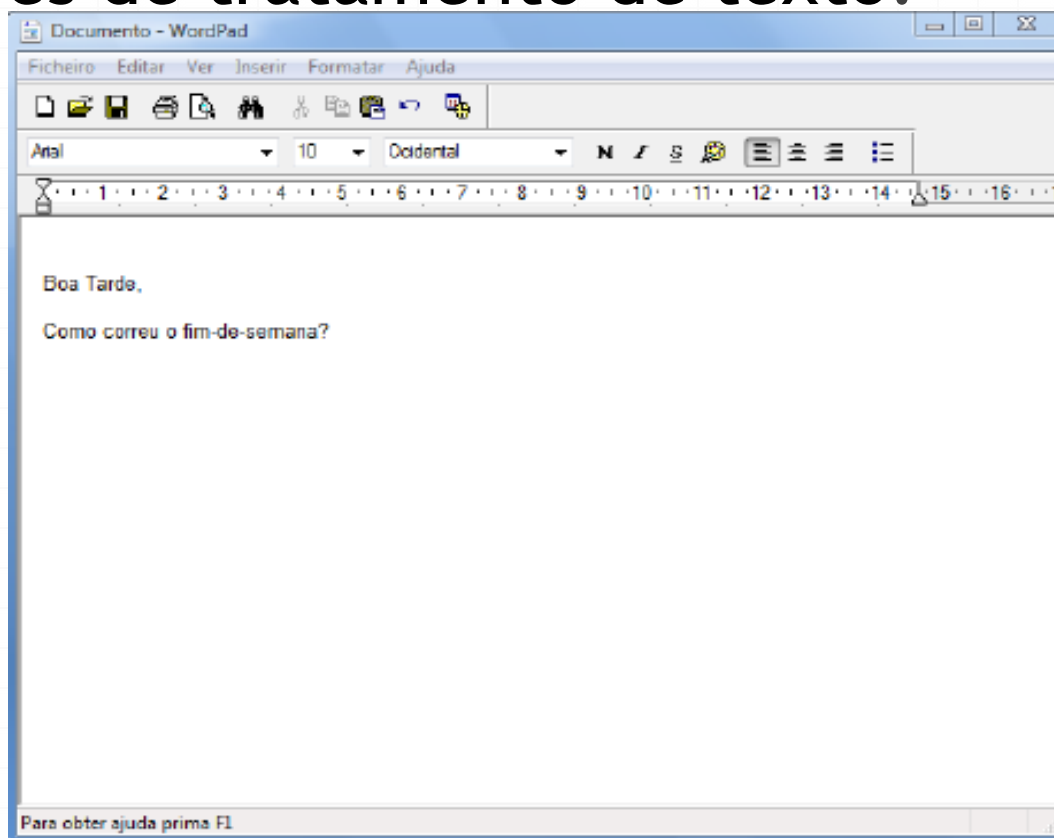 es de tratamento de texto.
Documento - WordPad
Ficheiro Editar Ver Inserir Formatar Ajuda
Arial 10 Ocidental N I S
1 2 3 4 5 6 7 8 9 10 11 12 13 14 15 16
Boa Tarde,
Como correu o fim-de-semana?
Para obter ajuda prima F1